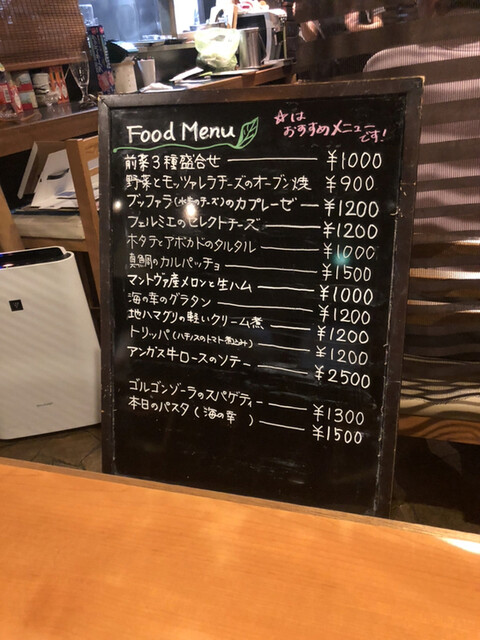 Food Menu
☆は
おすすめメニュー
です!
前菜3種盛合せ ¥1000
野菜とモッツァレラチーズのオーブン焼 ¥900
ブッファラ(水牛のチーズ)のカプレーゼ ¥1200
フェルミエのセレクトチーズ ¥1200
ホタテとアボカドのタルタル ¥1000
真鯛のカルパッチョ ¥1500
マントヴァ産メロンと生ハム ¥1000
海の幸のグラタン ¥1200
地ハマグリの軽いクリーム煮 ¥1200
トリッパ(ハチノスのトマト煮込み) ¥1200
アンガス牛ロースのソテー ¥2500
ゴルゴンゾーラのスパゲティー ¥1300
本日のパスタ(海の幸) ¥1500